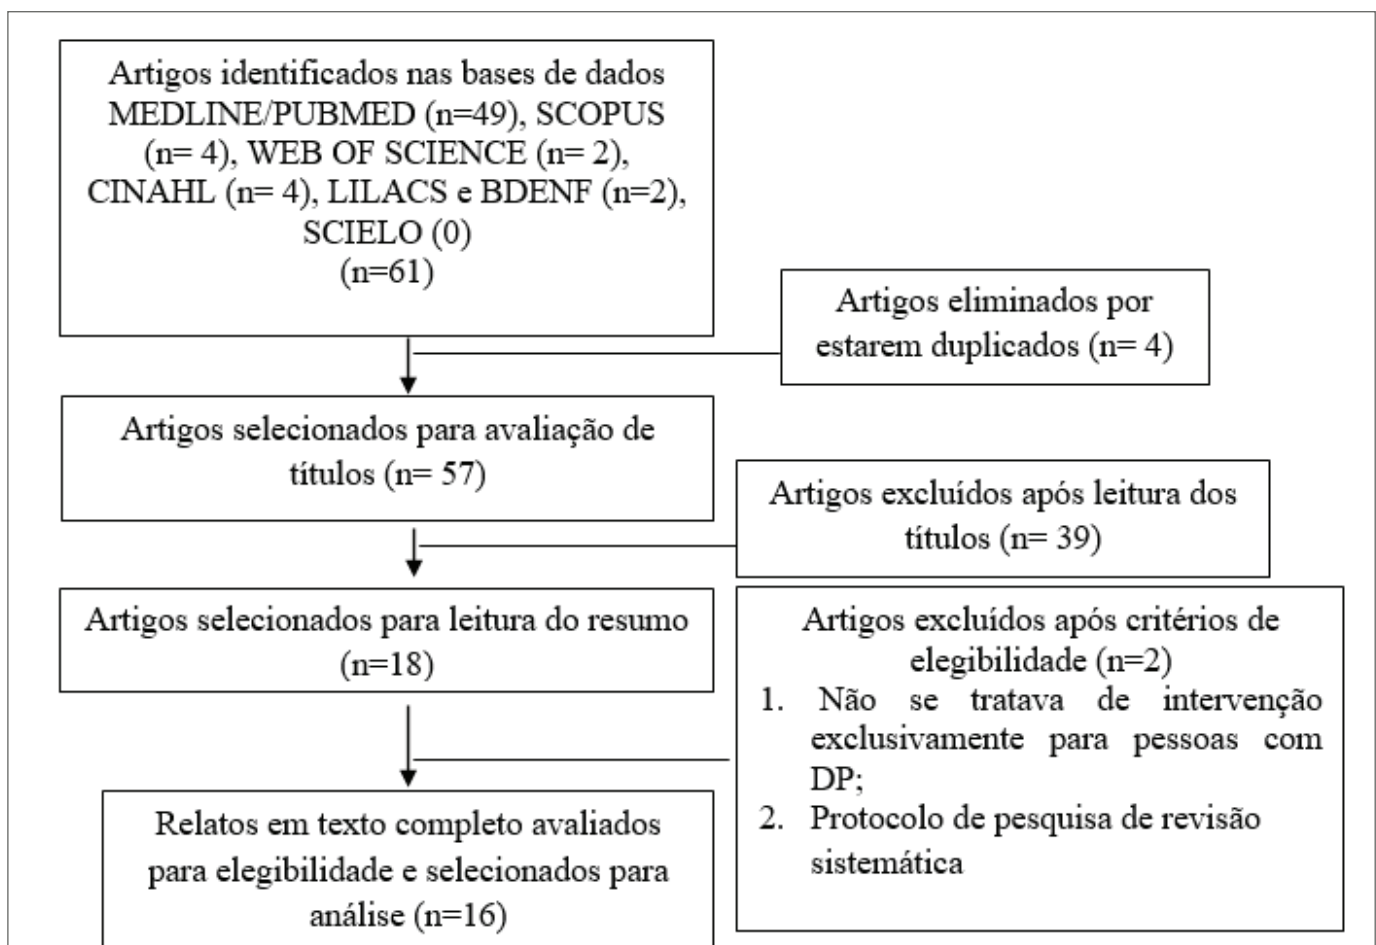 Artigos identificados nas bases de dados
MEDLINE/PUBMED (n=49), SCOPUS
(n= 4), WEB OF SCIENCE (n= 2),
CINAHL (n= 4), LILACS e BDENF (n=2),
SCIELO (0)
(n=61)
Artigos eliminados por
estarem duplicados (n= 4)
Artigos selecionados para avaliação de
títulos (n= 57)
Artigos excluídos após leitura dos
títulos (n= 39)
Artigos selecionados para leitura do resumo
(n=18)
Artigos excluídos após critérios de
elegibilidade (n=2)
1. Não se tratava de intervenção
exclusivamente para pessoas com
DP;
2. Protocolo de pesquisa de revisão
sistemática
Relatos em texto completo avaliados
para elegibilidade e selecionados para
análise (n=16)